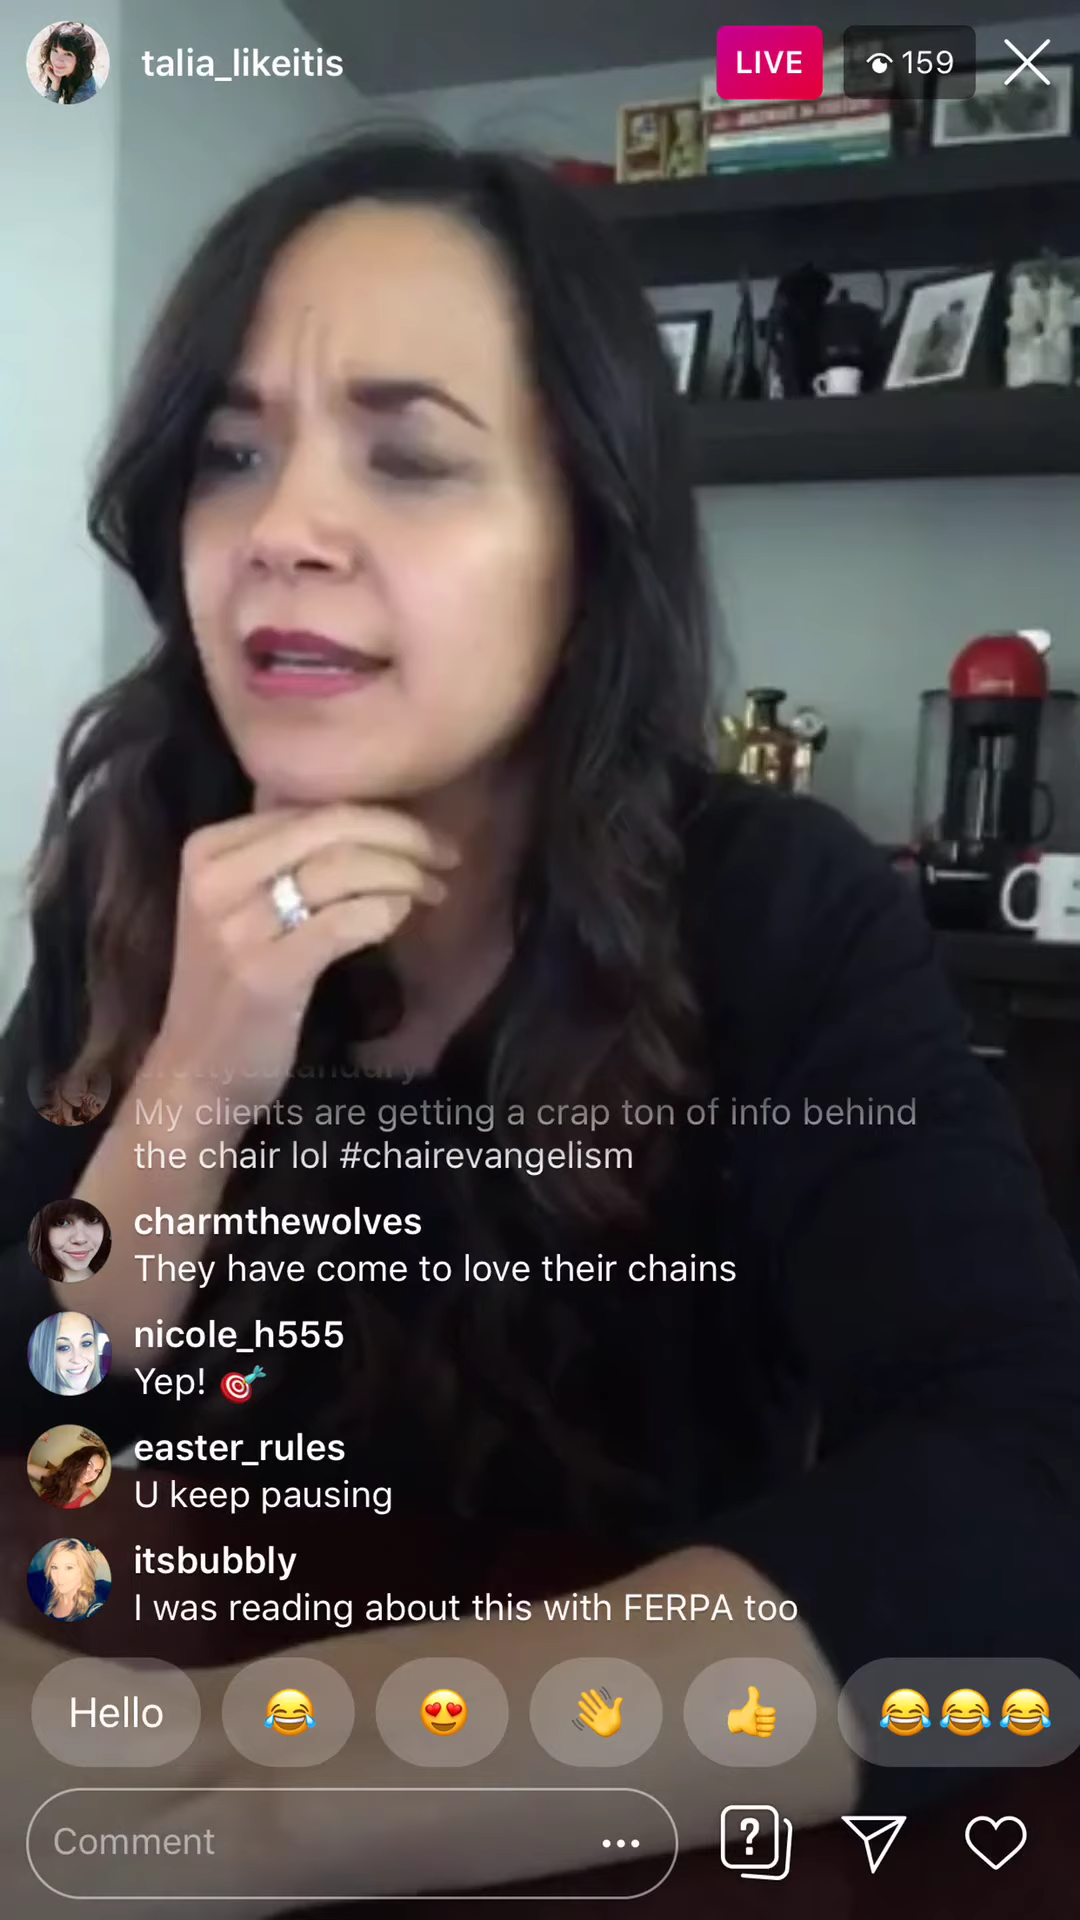 talia_likeitis
LIVE
159
My clients are getting a crap ton of info behind
the chair lol #chairevangelism
charmthewolves
They have come to love their chains
nicole_h555
Yep! 🎯
easter_rules
U keep pausing
itsbubbly
I was reading about this with FERPA too
Hello
😂
😍
👋
👍
😂😂😂
Comment